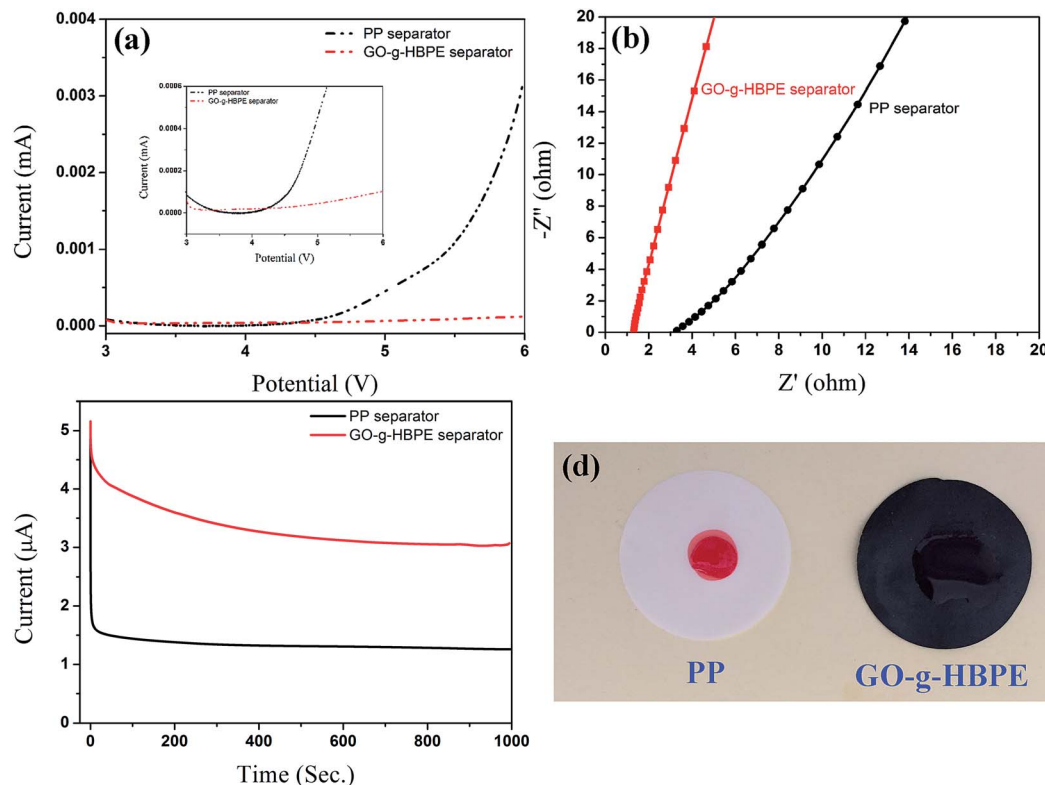 (a)
PP separator
GO-g-HBPE separator
0.004
0.003
0.002
0.001
0.000
Current (mA)
3 4 5 6
Potential (V)
PP separator
GO-g-HBPE separator
0.0006
0.0004
0.0002
0.0000
Current (mA)
3 4 5 6
Potential (V)
(b)
GO-g-HBPE separator
PP separator
20
18
16
14
12
10
8
6
4
2
0
-Z" (ohm)
0 2 4 6 8 10 12 14 16 18 20
Z' (ohm)
PP separator
GO-g-HBPE separator
5
4
3
2
1
0
Current (μA)
0 200 400 600 800 1000
Time (Sec.)
(d)
PP
GO-g-HBPE